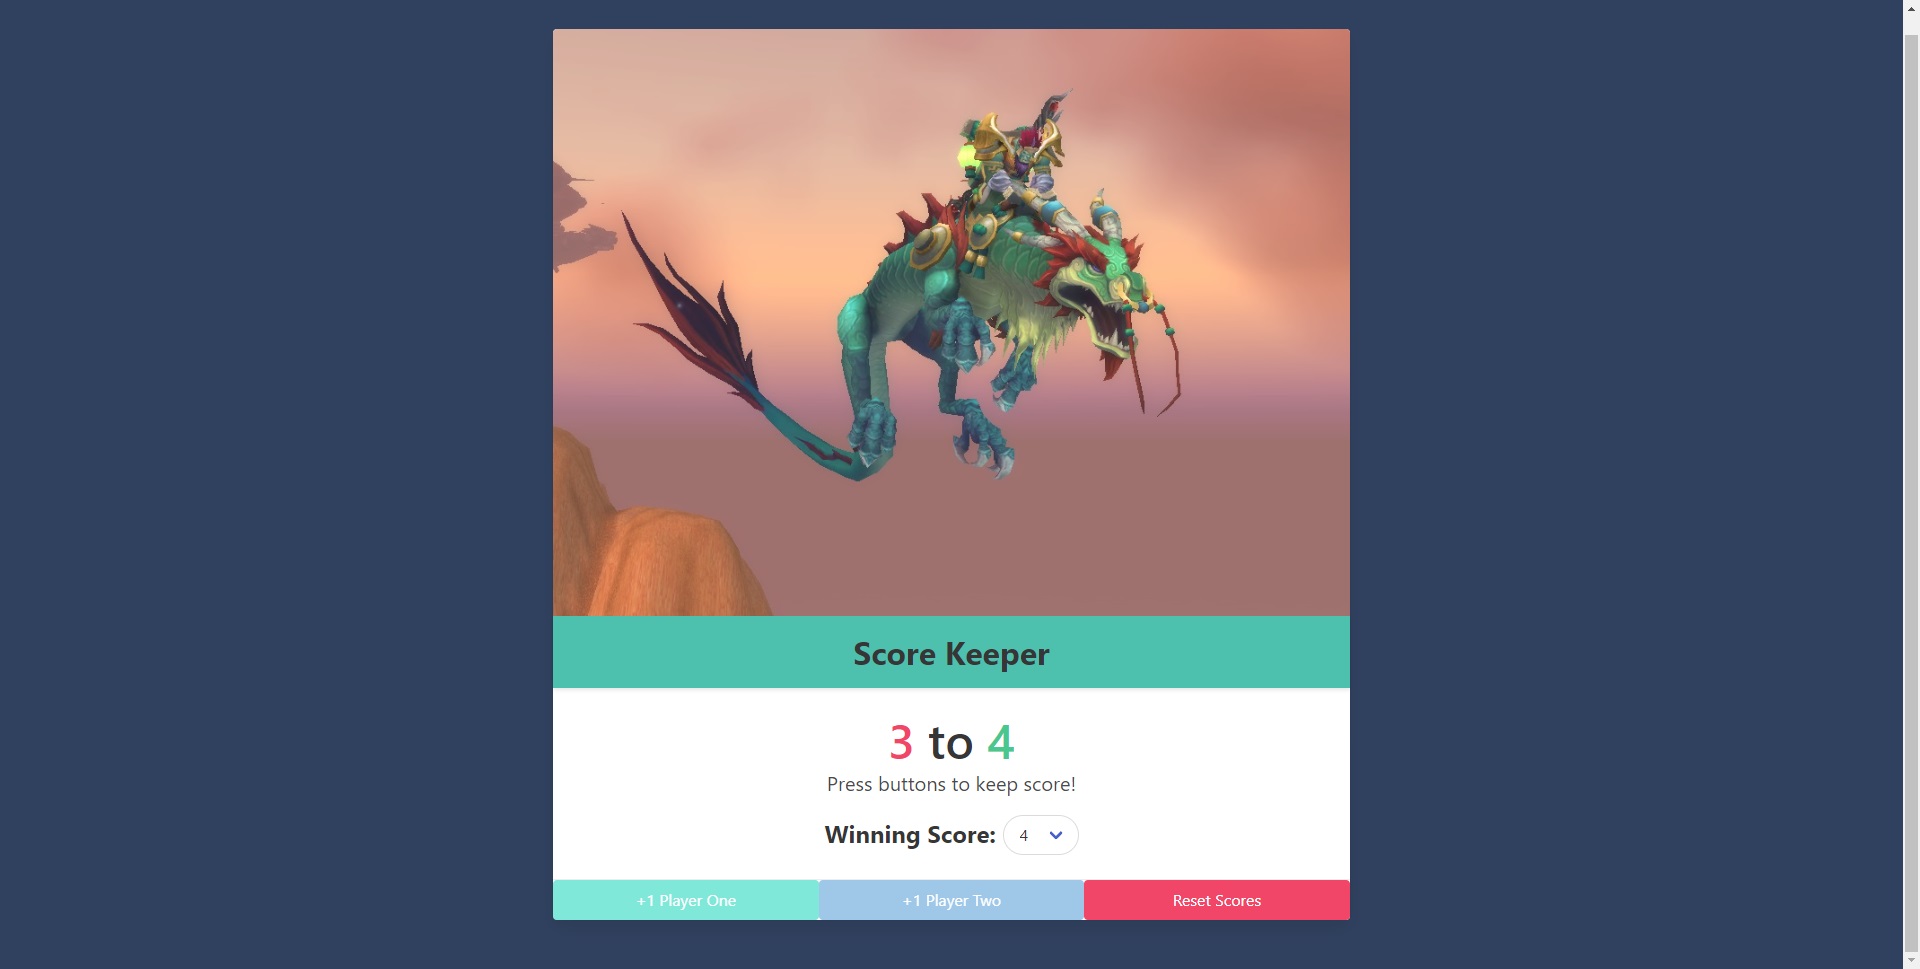 Score Keeper
3 to 4
Press buttons to keep score!
Winning Score: 4
+1 Player One
+1 Player Two
Reset Scores